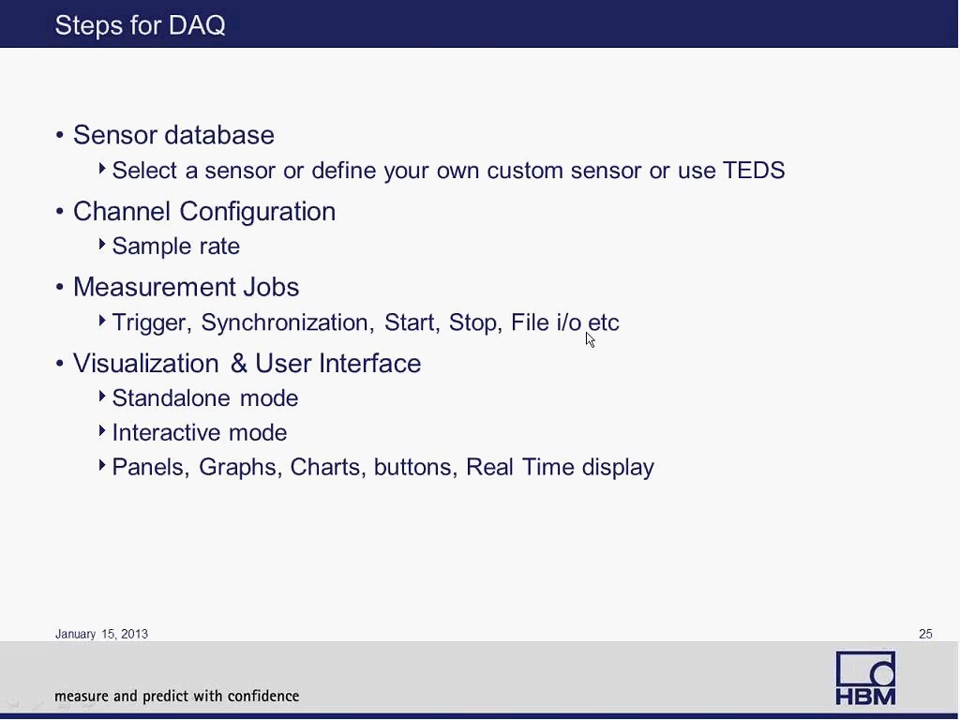 Steps for DAQ
• Sensor database
Select a sensor or define your own custom sensor or use TEDS
• Channel Configuration
Sample rate
• Measurement Jobs
Trigger, Synchronization, Start, Stop, File i/o etc
• Visualization & User Interface
Standalone mode
Interactive mode
Panels, Graphs, Charts, buttons, Real Time display
January 15, 2013
25
measure and predict with confidence
HBM